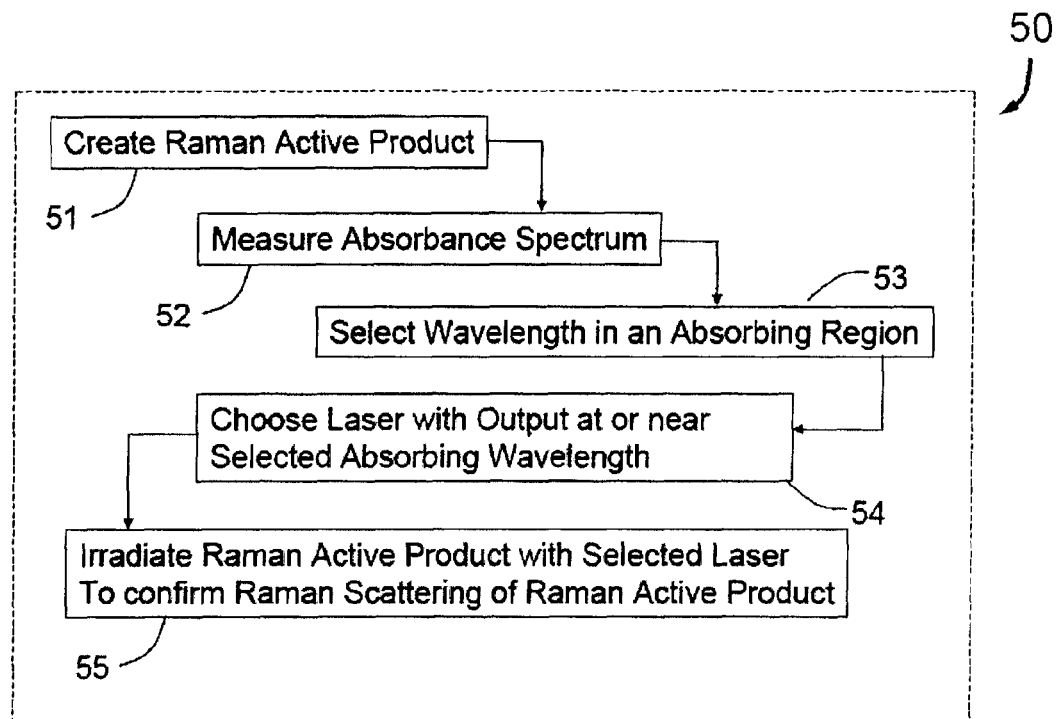 50
Create Raman Active Product
51
Measure Absorbance Spectrum
52
53
Select Wavelength in an Absorbing Region
Choose Laser with Output at or near
Selected Absorbing Wavelength
54
Irradiate Raman Active Product with Selected Laser
To confirm Raman Scattering of Raman Active Product
55